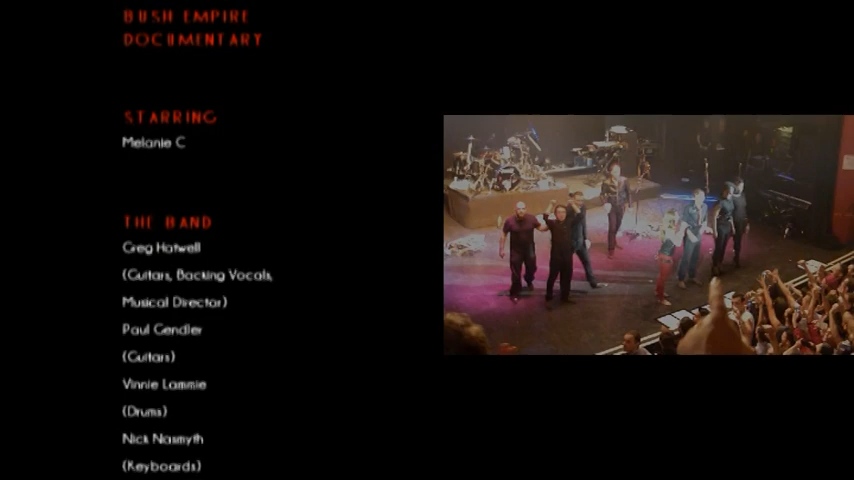 BUSH EMPIRE
DOCUMENTARY
STARRING
Melanie C
THE BAND
Greg Hatwell
(Guitars, Backing Vocals,
Musical Director)
Paul Gendler
(Guitars)
Vinnie Lammie
(Drums)
Nick Nasmyth
(Keyboards)